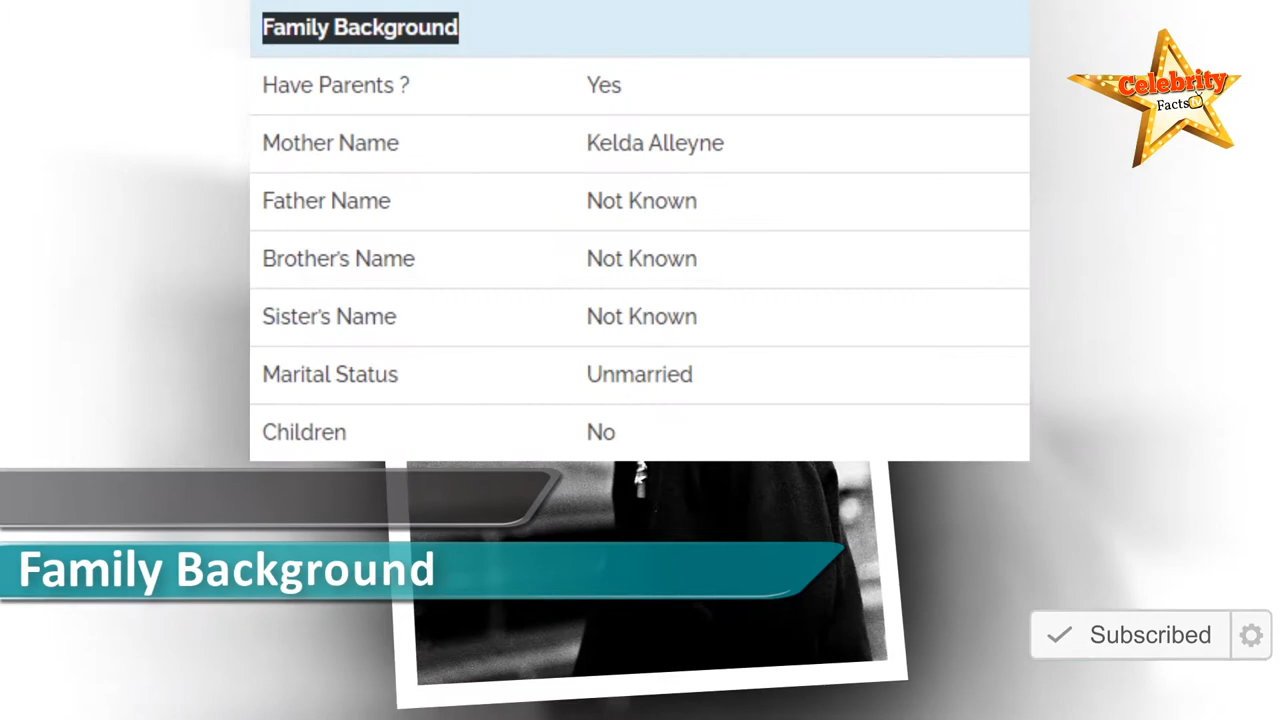 Family Background
Have Parents ? Yes
Mother Name Kelda Alleyne
Father Name Not Known
Brother's Name Not Known
Sister's Name Not Known
Marital Status Unmarried
Children No
Celebrity
Facts TV
Family Background
Subscribed